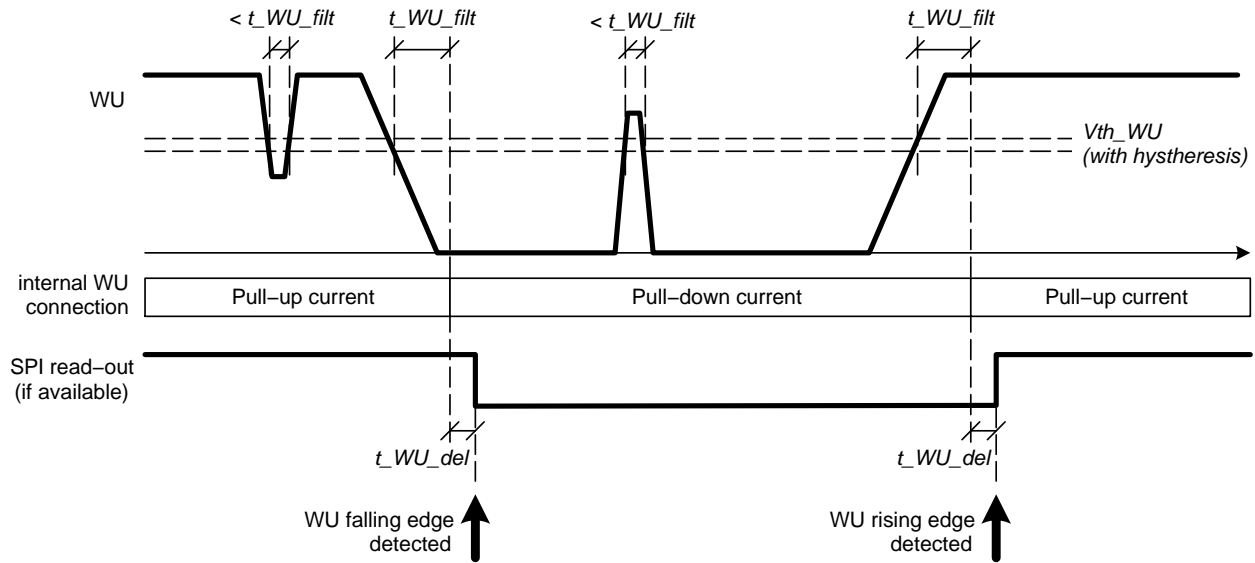 < t_WU_filt
t_WU_filt
< t_WU_filt
t_WU_filt
WU
Vth_WU
(with hystheresis)
internal WU
connection
Pull−up current
Pull−down current
Pull−up current
SPI read−out
(if available)
t_WU_del
t_WU_del
WU falling edge
detected
WU rising edge
detected